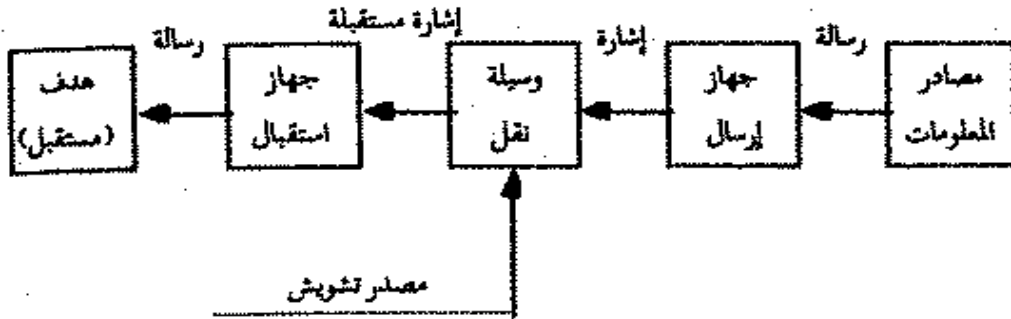 رسالة
إشارة
إشارة مستقبلة
رسالة
مصادر
المعلومات
جهاز
إرسال
وسيلة
نقل
جهاز
استقبال
هدف
(مستقبل)
مصدر تشويش